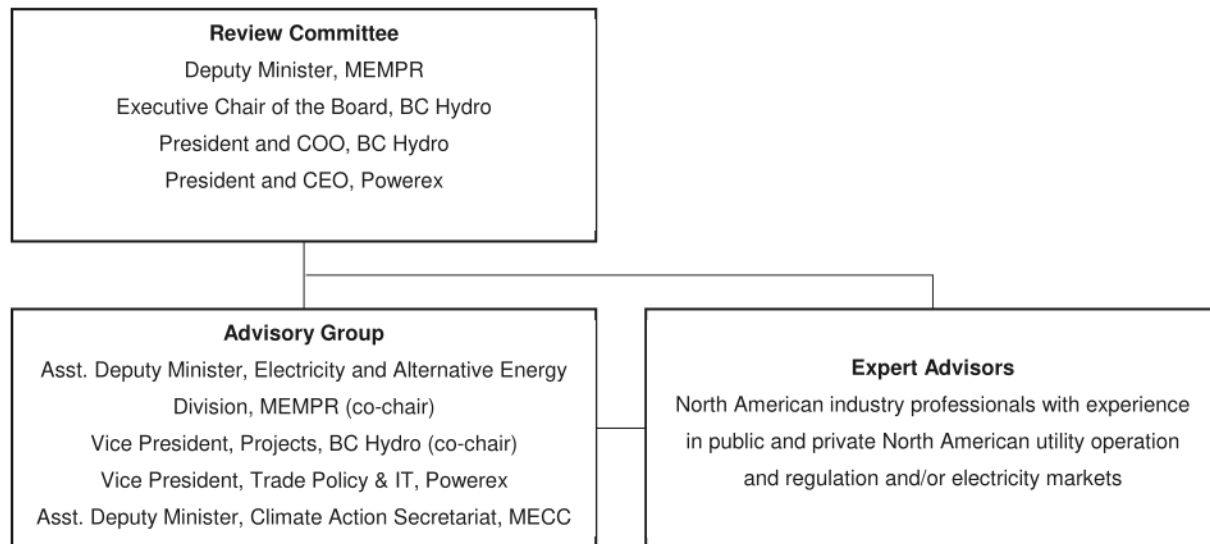 Review Committee
Deputy Minister, MEMPR
Executive Chair of the Board, BC Hydro
President and COO, BC Hydro
President and CEO, Powerex
Advisory Group
Asst. Deputy Minister, Electricity and Alternative Energy
Division, MEMPR (co-chair)
Vice President, Projects, BC Hydro (co-chair)
Vice President, Trade Policy & IT, Powerex
Asst. Deputy Minister, Climate Action Secretariat, MECC
Expert Advisors
North American industry professionals with experience
in public and private North American utility operation
and regulation and/or electricity markets